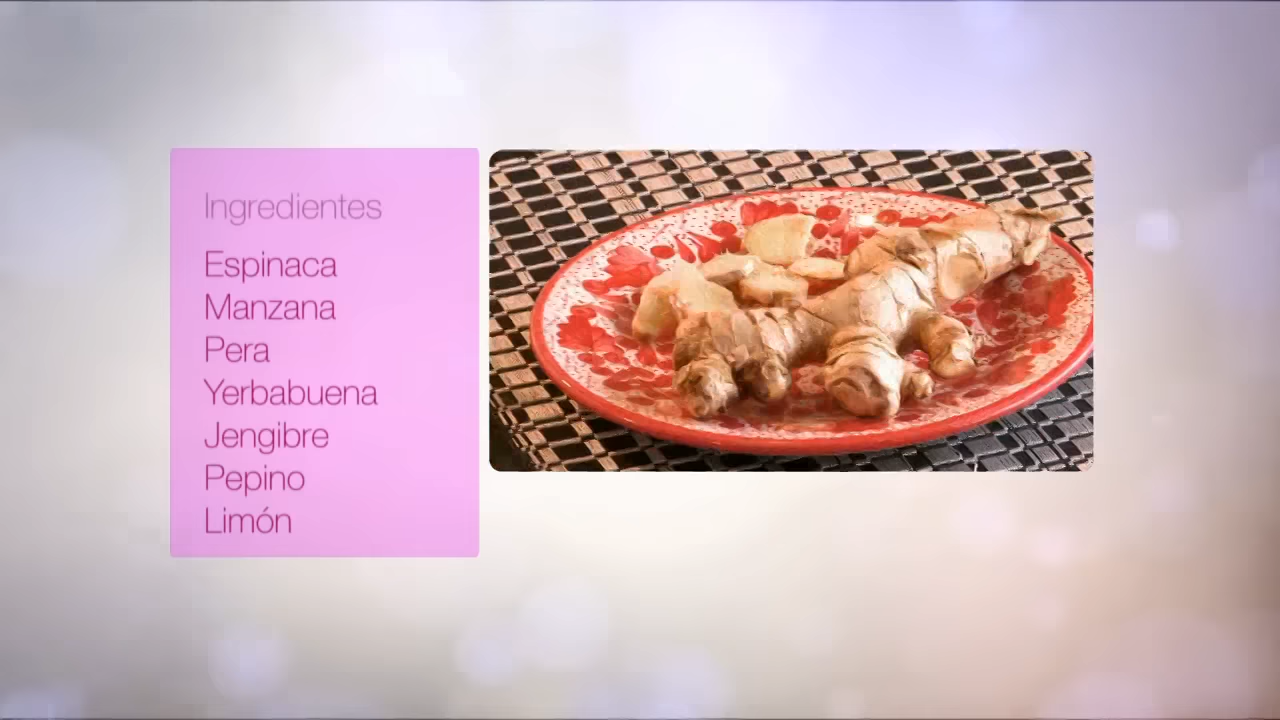 Ingredientes
Espinaca
Manzana
Pera
Yerbabuena
Jengibre
Pepino
Limón